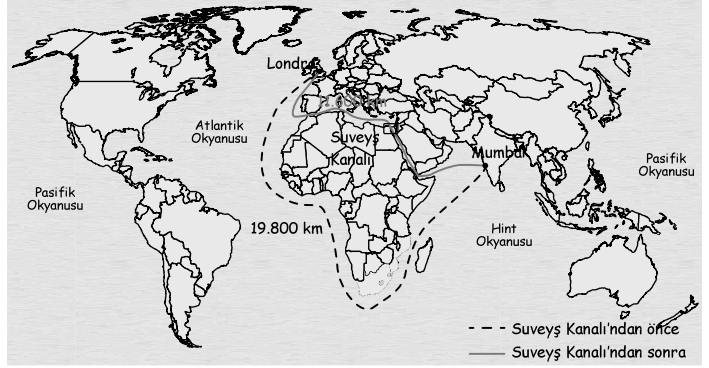 Londra
Atlantik
Okyanusu
Suveyş
Kanalı
Mumbai
Pasifik
Okyanusu
Pasifik
Okyanusu
19.800 km
Hint
Okyanusu
Suveyş Kanalı'ndan önce
Suveyş Kanalı'ndan sonra